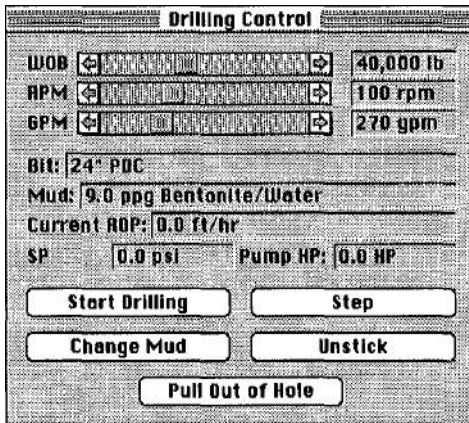 Drilling Control
WOB 40,000 lb
RPM 100 rpm
GPM 270 gpm
Bit: 24" PDC
Mud: 9.0 ppg Bentonite/Water
Current ROP: 0.0 ft/hr
SP 0.0 psi Pump HP: 0.0 HP
Start Drilling Step
Change Mud Unstick
Pull Out of Hole